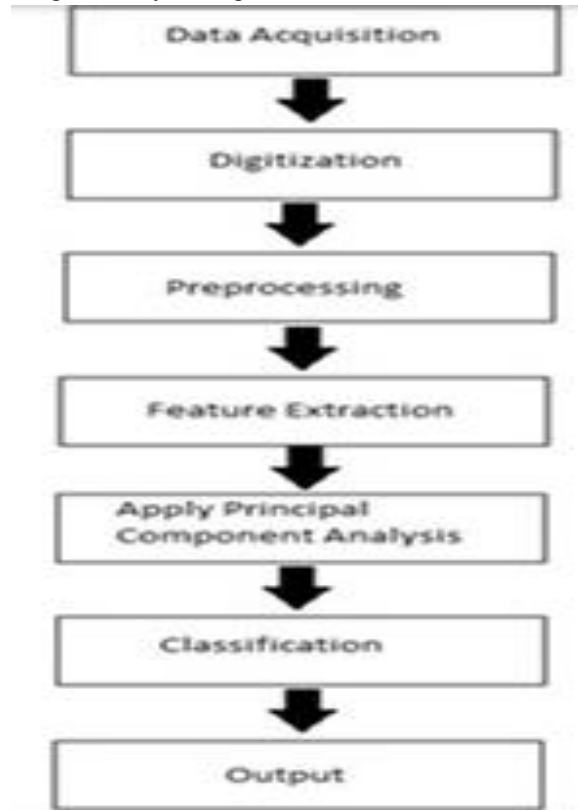 Data Acquisition
Digitization
Preprocessing
Feature Extraction
Apply Principal
Component Analysis
Classification
Output